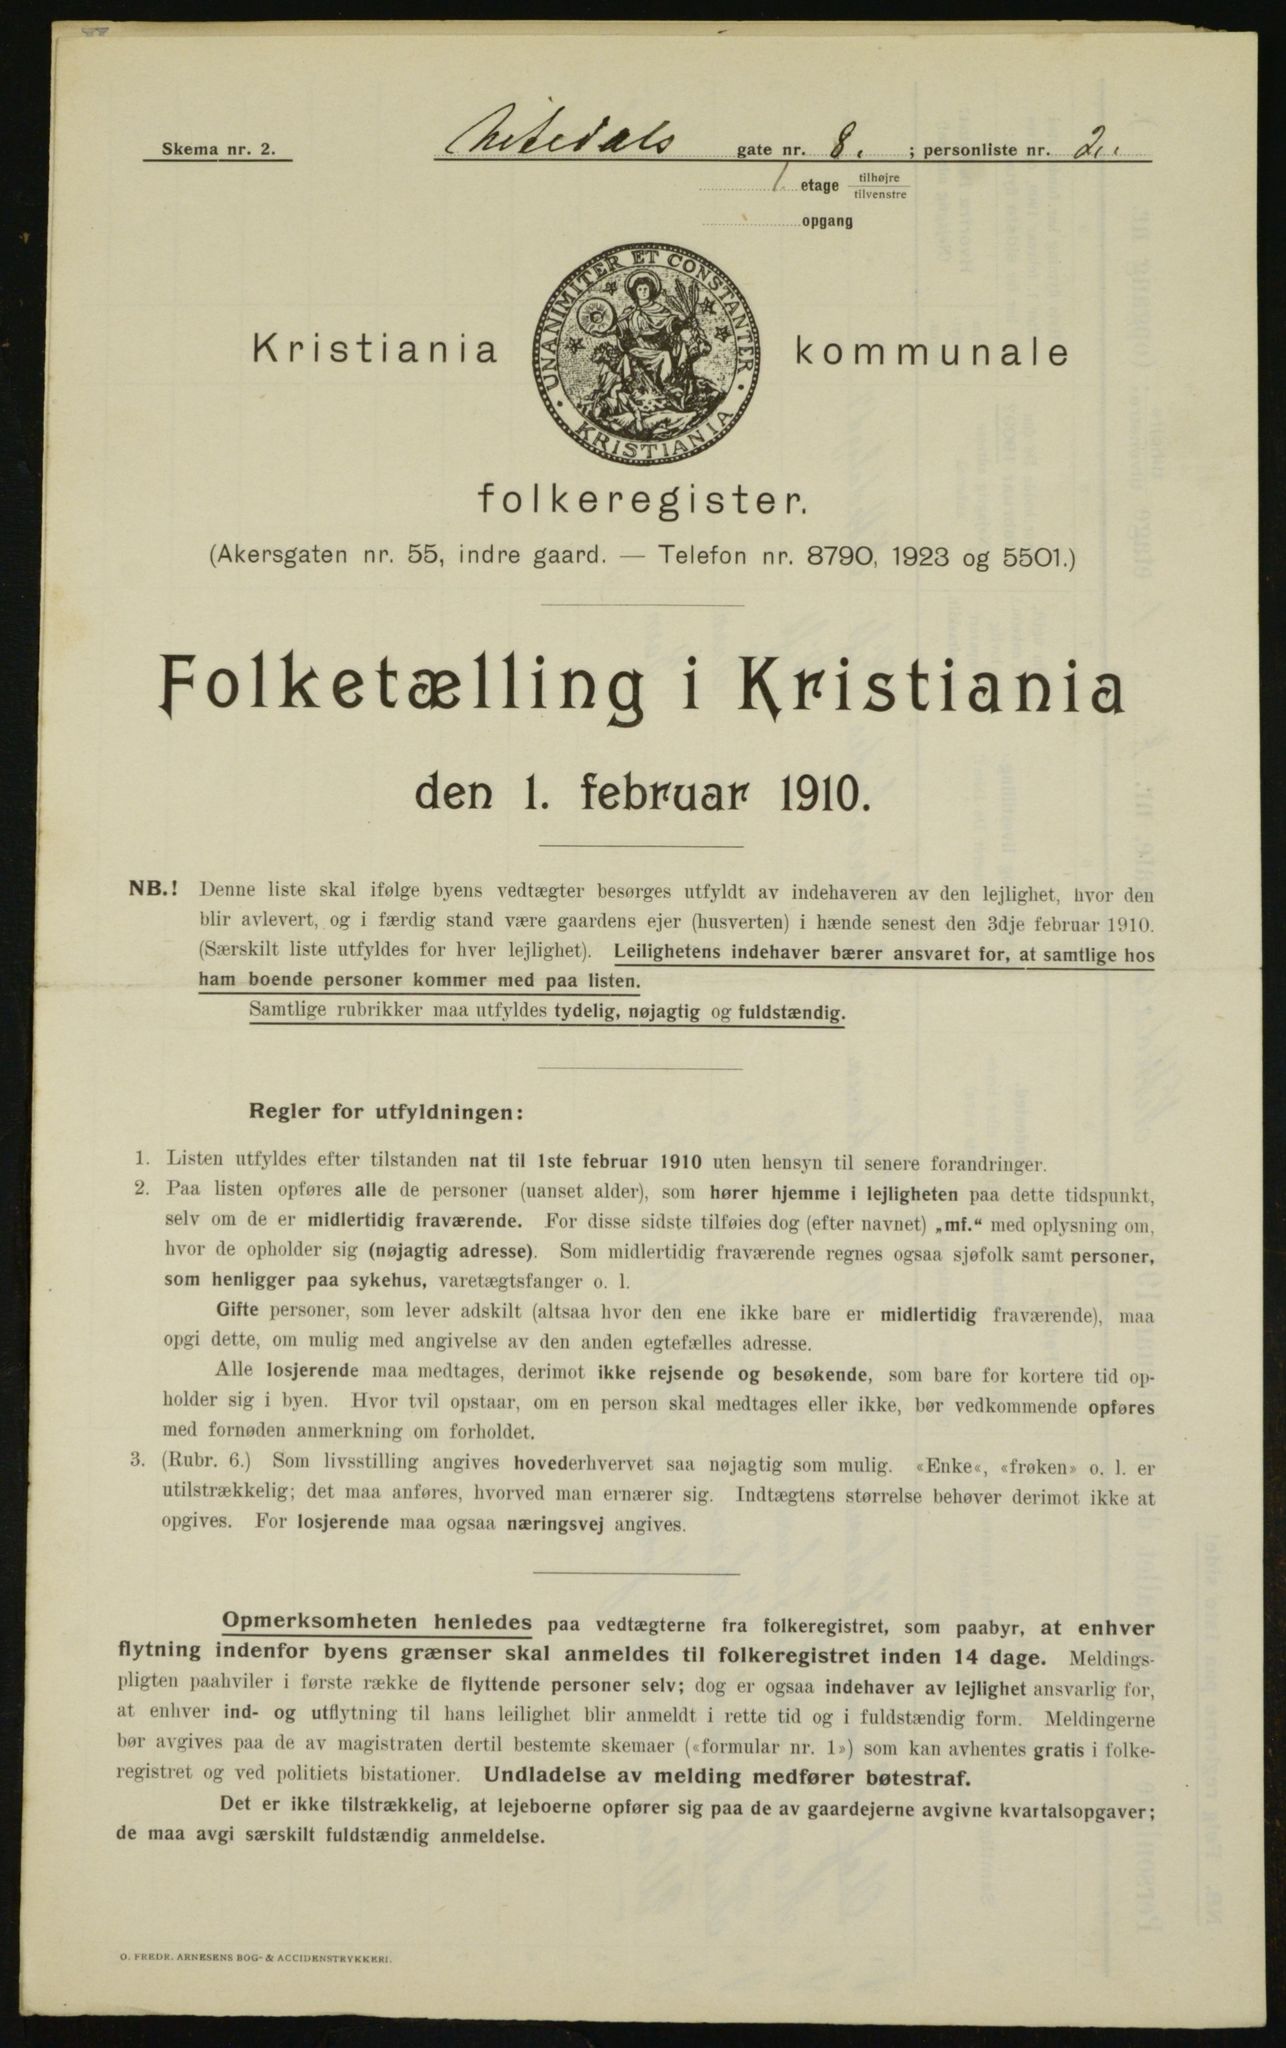 Skema nr. 2.
Nitedals gate nr. 8. ; personliste nr. 2.
1. etage tilhøjre
tilvenstre
opgang
UNANIMITER ET CONSTANTER
KRISTIANIA
Kristiania kommunale
folkeregister.
(Akersgaten nr. 55, indre gaard. — Telefon nr. 8790, 1923 og 5501.)
Folketælling i Kristiania
den 1. februar 1910.
NB.! Denne liste skal ifølge byens vedtægter besørges utfyldt av indehaveren av den lejlighet, hvor den
blir avlevert, og i færdig stand være gaardens ejer (husverten) i hænde senest den 3dje februar 1910.
(Særskilt liste utfyldes for hver lejlighet). Leilighetens indehaver bærer ansvaret for, at samtlige hos
ham boende personer kommer med paa listen.
Samtlige rubrikker maa utfyldes tydelig, nøjagtig og fuldstændig.
Regler for utfyldningen:
1. Listen utfyldes efter tilstanden nat til 1ste februar 1910 uten hensyn til senere forandringer.
2. Paa listen opføres alle de personer (uanset alder), som hører hjemme i lejligheten paa dette tidspunkt,
selv om de er midlertidig fraværende. For disse sidste tilføies dog (efter navnet) „mf.“ med oplysning om,
hvor de opholder sig (nøjagtig adresse). Som midlertidig fraværende regnes ogsaa sjøfolk samt personer,
som henligger paa sykehus, varetægtsfanger o. l.
Gifte personer, som lever adskilt (altsaa hvor den ene ikke bare er midlertidig fraværende), maa
opgi dette, om mulig med angivelse av den anden egtefælles adresse.
Alle losjerende maa medtages, derimot ikke rejsende og besøkende, som bare for kortere tid op-
holder sig i byen. Hvor tvil opstaar, om en person skal medtages eller ikke, bør vedkommende opføres
med fornøden anmerkning om forholdet.
3. (Rubr. 6.) Som livsstilling angives hovederhvervet saa nøjagtig som mulig. «Enke«, «frøken» o. l. er
utilstrækkelig; det maa anføres, hvorved man ernærer sig. Indtægtens størrelse behøver derimot ikke at
opgives. For losjerende maa ogsaa næringsvej angives.
Opmerksomheten henledes paa vedtægterne fra folkeregistret, som paabyr, at enhver
flytning indenfor byens grænser skal anmeldes til folkeregistret inden 14 dage. Meldings-
pligten paahviler i første række de flyttende personer selv; dog er ogsaa indehaver av lejlighet ansvarlig for,
at enhver ind- og utflytning til hans leilighet blir anmeldt i rette tid og i fuldstændig form. Meldingerne
bør avgives paa de av magistraten dertil bestemte skemaer («formular nr. 1») som kan avhentes gratis i folke-
registret og ved politiets bistationer. Undladelse av melding medfører bøtestraf.
Det er ikke tilstrækkelig, at lejeboerne opfører sig paa de av gaardejerne avgivne kvartalsopgaver;
de maa avgi særskilt fuldstændig anmeldelse.
O. FREDR. ARNESENS BOG- & ACCIDENSTRYKKERI.